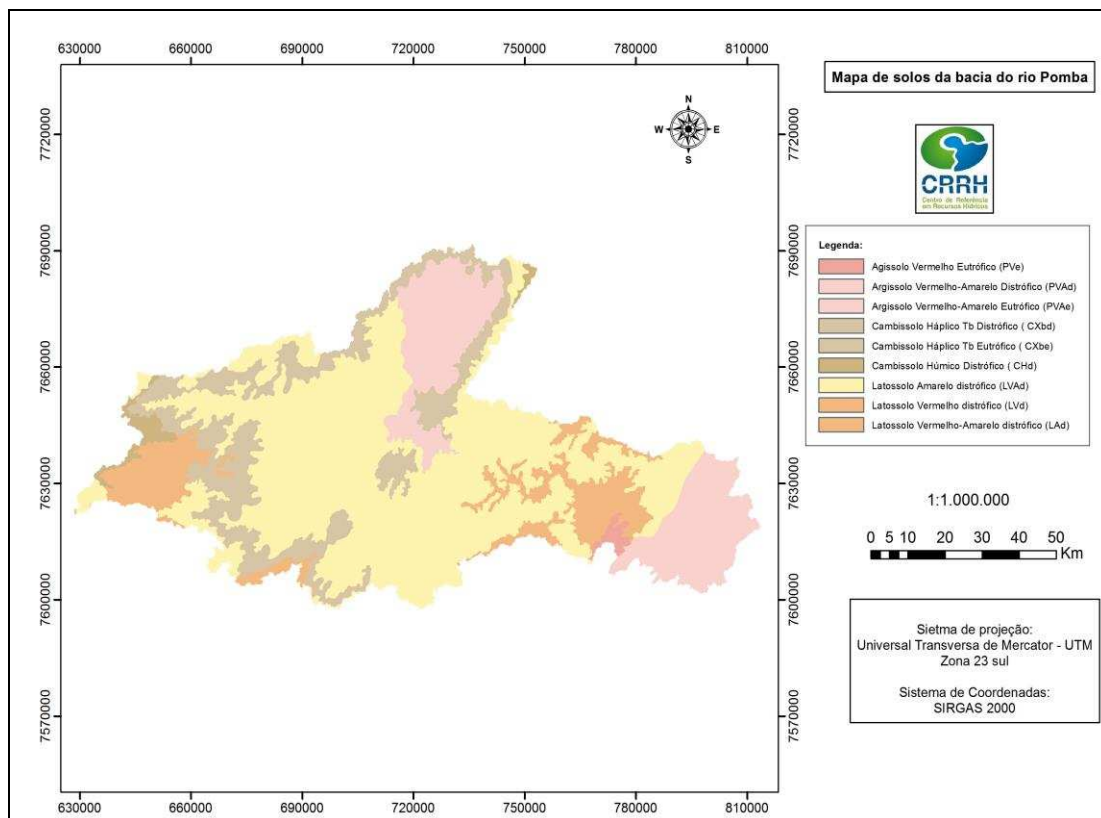 630000 660000 690000 720000 750000 780000 810000
Mapa de solos da bacia do rio Pomba
N
W E
S
7720000 7720000
CRRH
Centro de Referência
em Recursos Hídricos
7690000 7690000
Legenda:
Agissolo Vermelho Eutrófico (PVe)
Argissolo Vermelho-Amarelo Distrófico (PVAd)
Argissolo Vermelho-Amarelo Eutrófico (PVAe)
Cambissolo Háplico Tb Distrófico ( CXbd)
Cambissolo Háplico Tb Eutrófico ( CXbe)
Cambissolo Húmico Distrófico ( CHd)
Latossolo Amarelo distrófico (LVAd)
Latossolo Vermelho distrófico (LVd)
Latossolo Vermelho-Amarelo distrófico (LAd)
7660000 7660000
7630000 7630000
1:1.000.000
0 5 10 20 30 40 50
Km
7600000 7600000
Sietma de projeção:
Universal Transversa de Mercator - UTM
Zona 23 sul
Sistema de Coordenadas:
SIRGAS 2000
7570000 7570000
630000 660000 690000 720000 750000 780000 810000